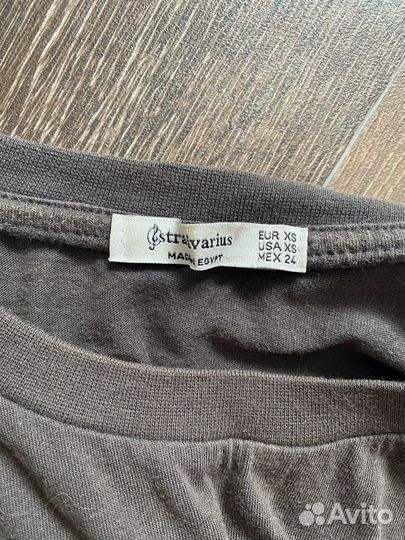 stradivarius
MADE IN EGYPT
EUR XS
USA XS
MEX 24
Avito